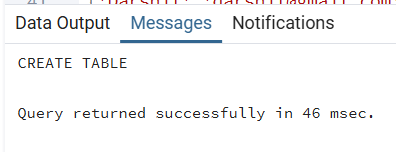 Data Output Messages Notifications
CREATE TABLE
Query returned successfully in 46 msec.